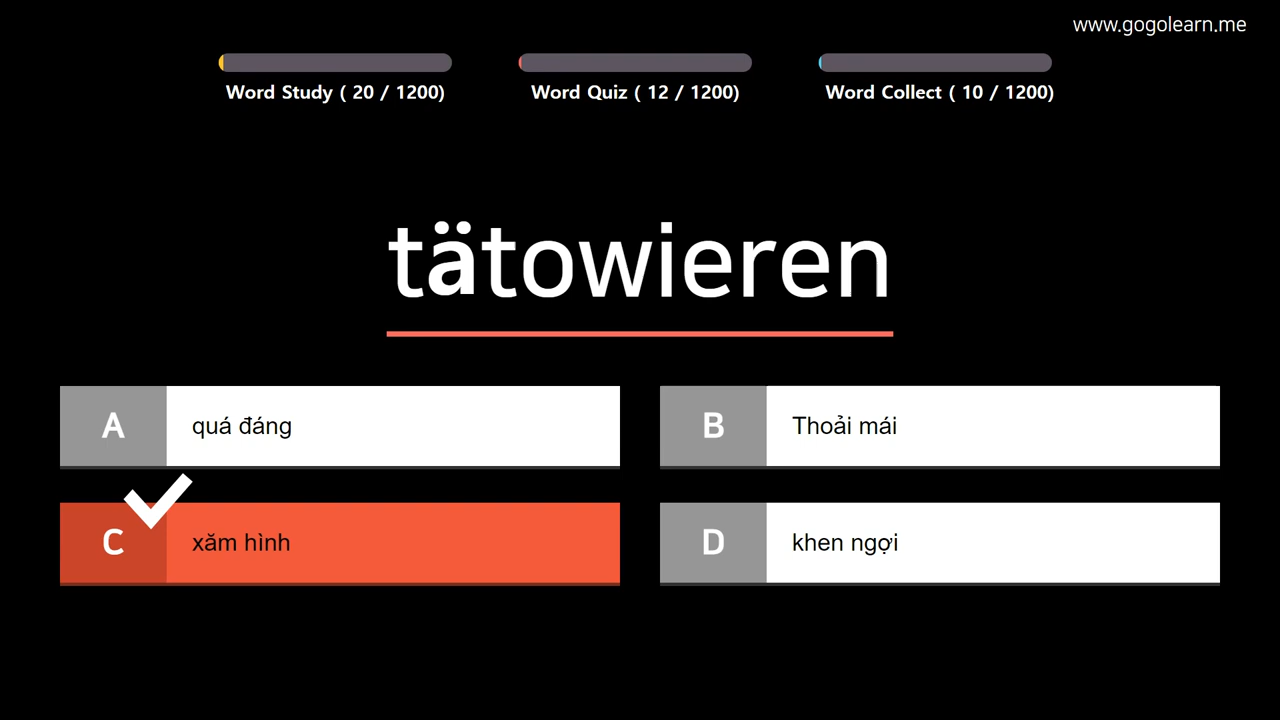 www.gogolearn.me
Word Study ( 20 / 1200)
Word Quiz ( 12 / 1200)
Word Collect ( 10 / 1200)
tätowieren
A quá đáng
B Thoải mái
C xăm hình
D khen ngợi